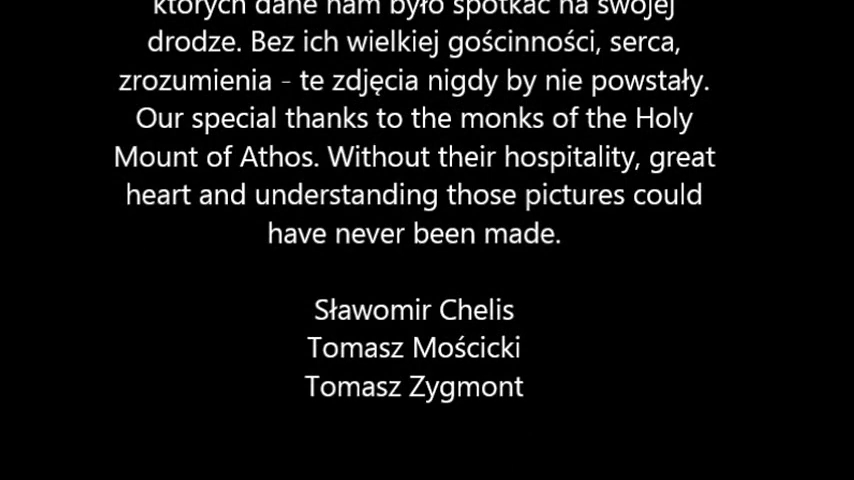 których dane nam było spotkać na swojej
drodze. Bez ich wielkiej gościnności, serca,
zrozumienia - te zdjęcia nigdy by nie powstały.
Our special thanks to the monks of the Holy
Mount of Athos. Without their hospitality, great
heart and understanding those pictures could
have never been made.
Sławomir Chelis
Tomasz Mościcki
Tomasz Zygmont